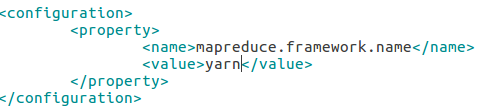 <configuration>
<property>
<name>mapreduce.framework.name</name>
<value>yarn</value>
</property>
</configuration>